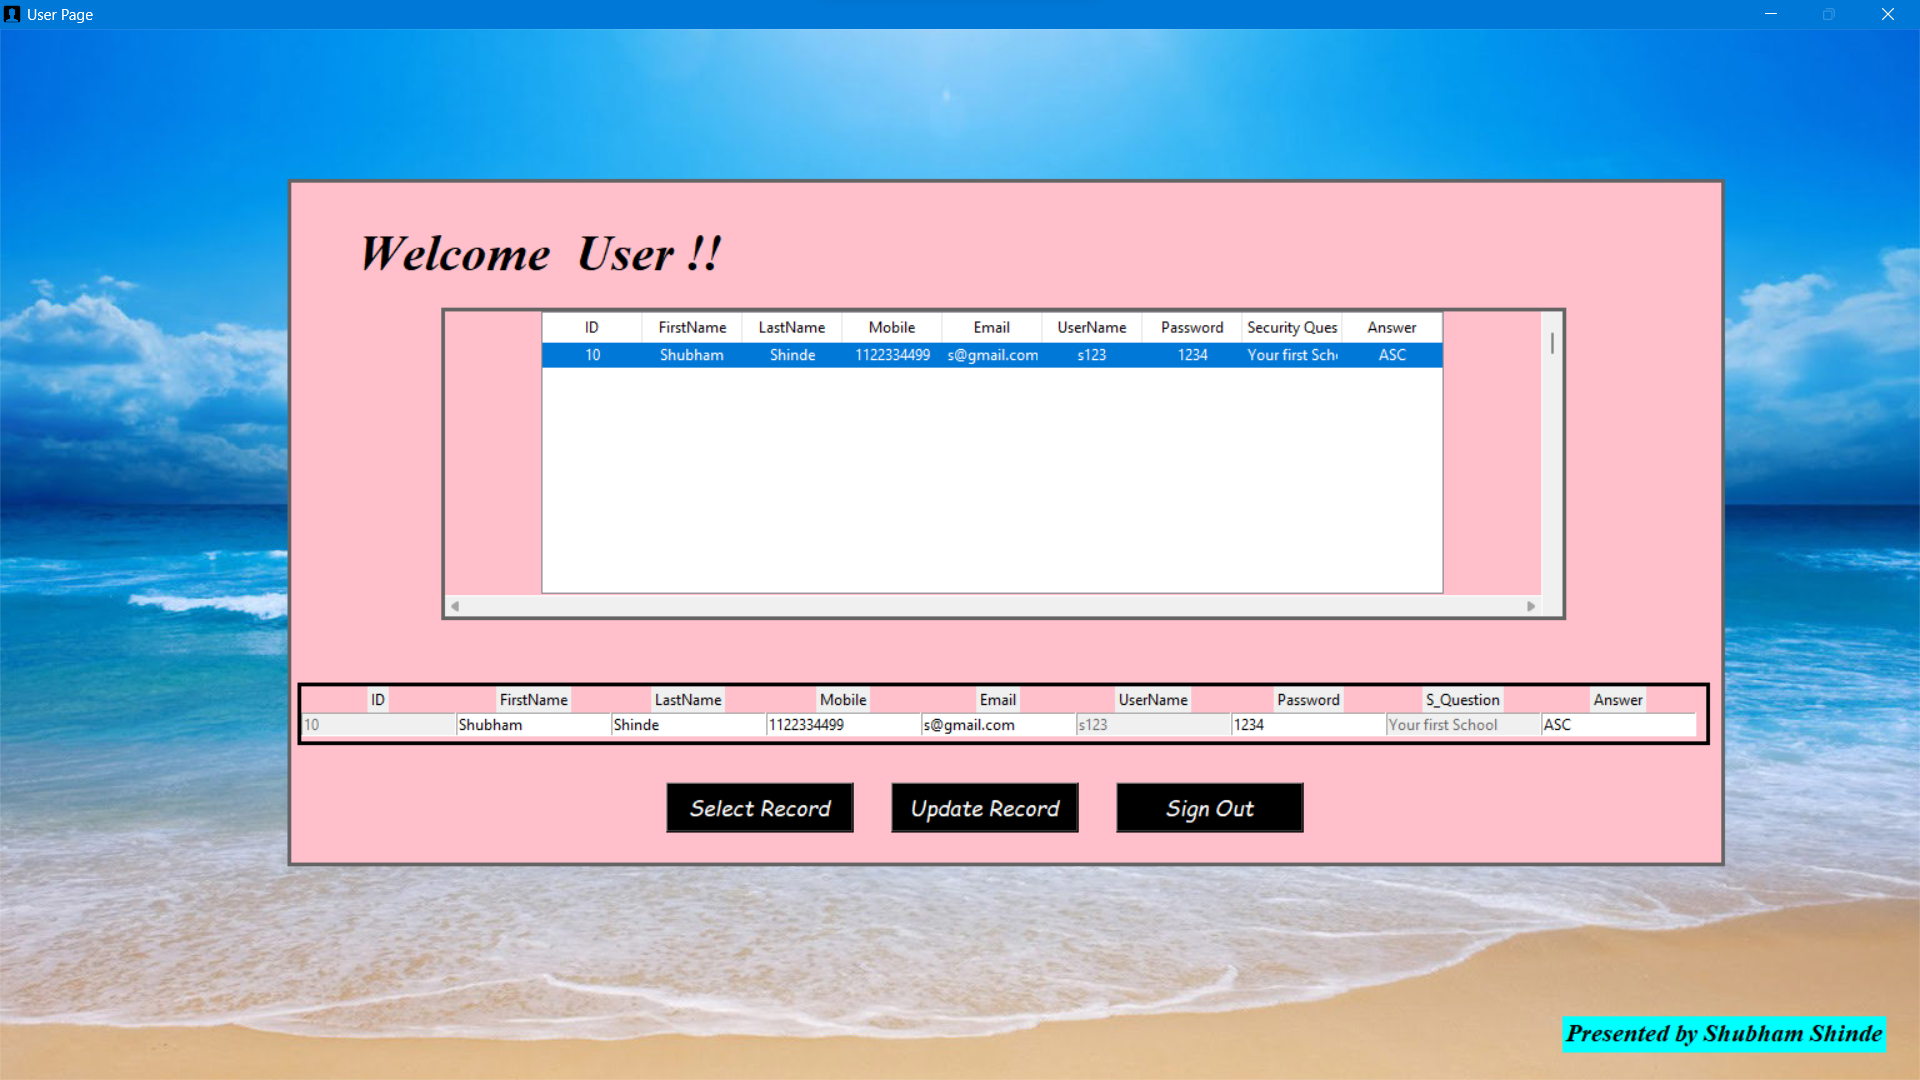 User Page
Welcome User !!
ID FirstName LastName Mobile Email UserName Password Security Ques Answer
10 Shubham Shinde 1122334499 s@gmail.com s123 1234 Your first Sch ASC
ID FirstName LastName Mobile Email UserName Password S_Question Answer
10 Shubham Shinde 1122334499 s@gmail.com s123 1234 Your first School ASC
Select Record Update Record Sign Out
Presented by Shubham Shinde